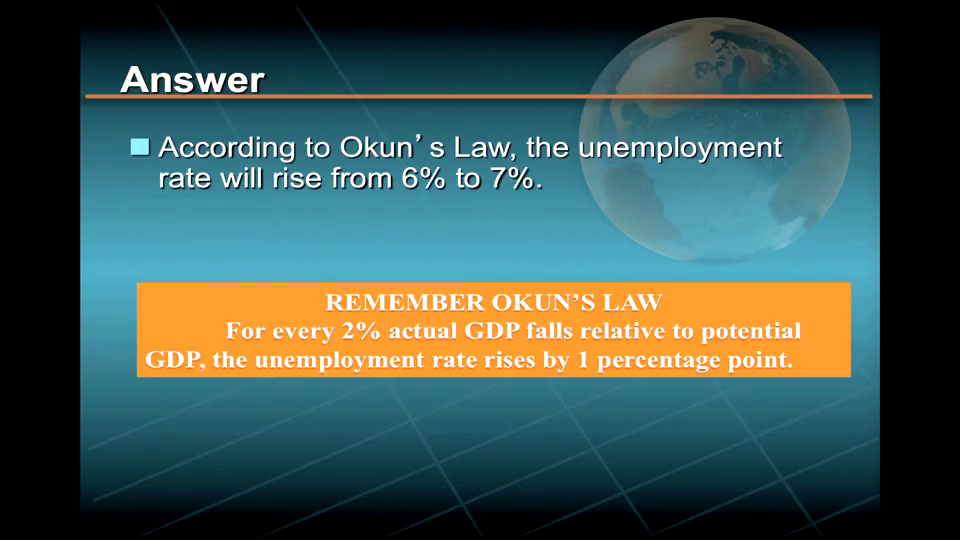 Answer
According to Okun’s Law, the unemployment
rate will rise from 6% to 7%.
REMEMBER OKUN’S LAW
For every 2% actual GDP falls relative to potential
GDP, the unemployment rate rises by 1 percentage point.